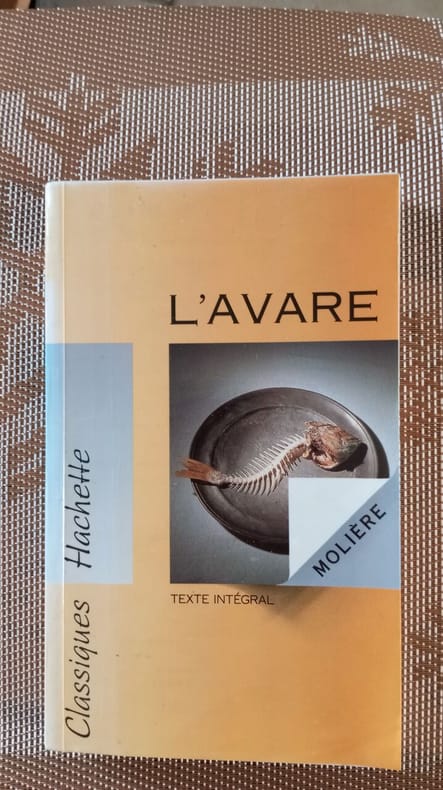 L'AVARE
MOLIÈRE
TEXTE INTÉGRAL
Classiques Hachette